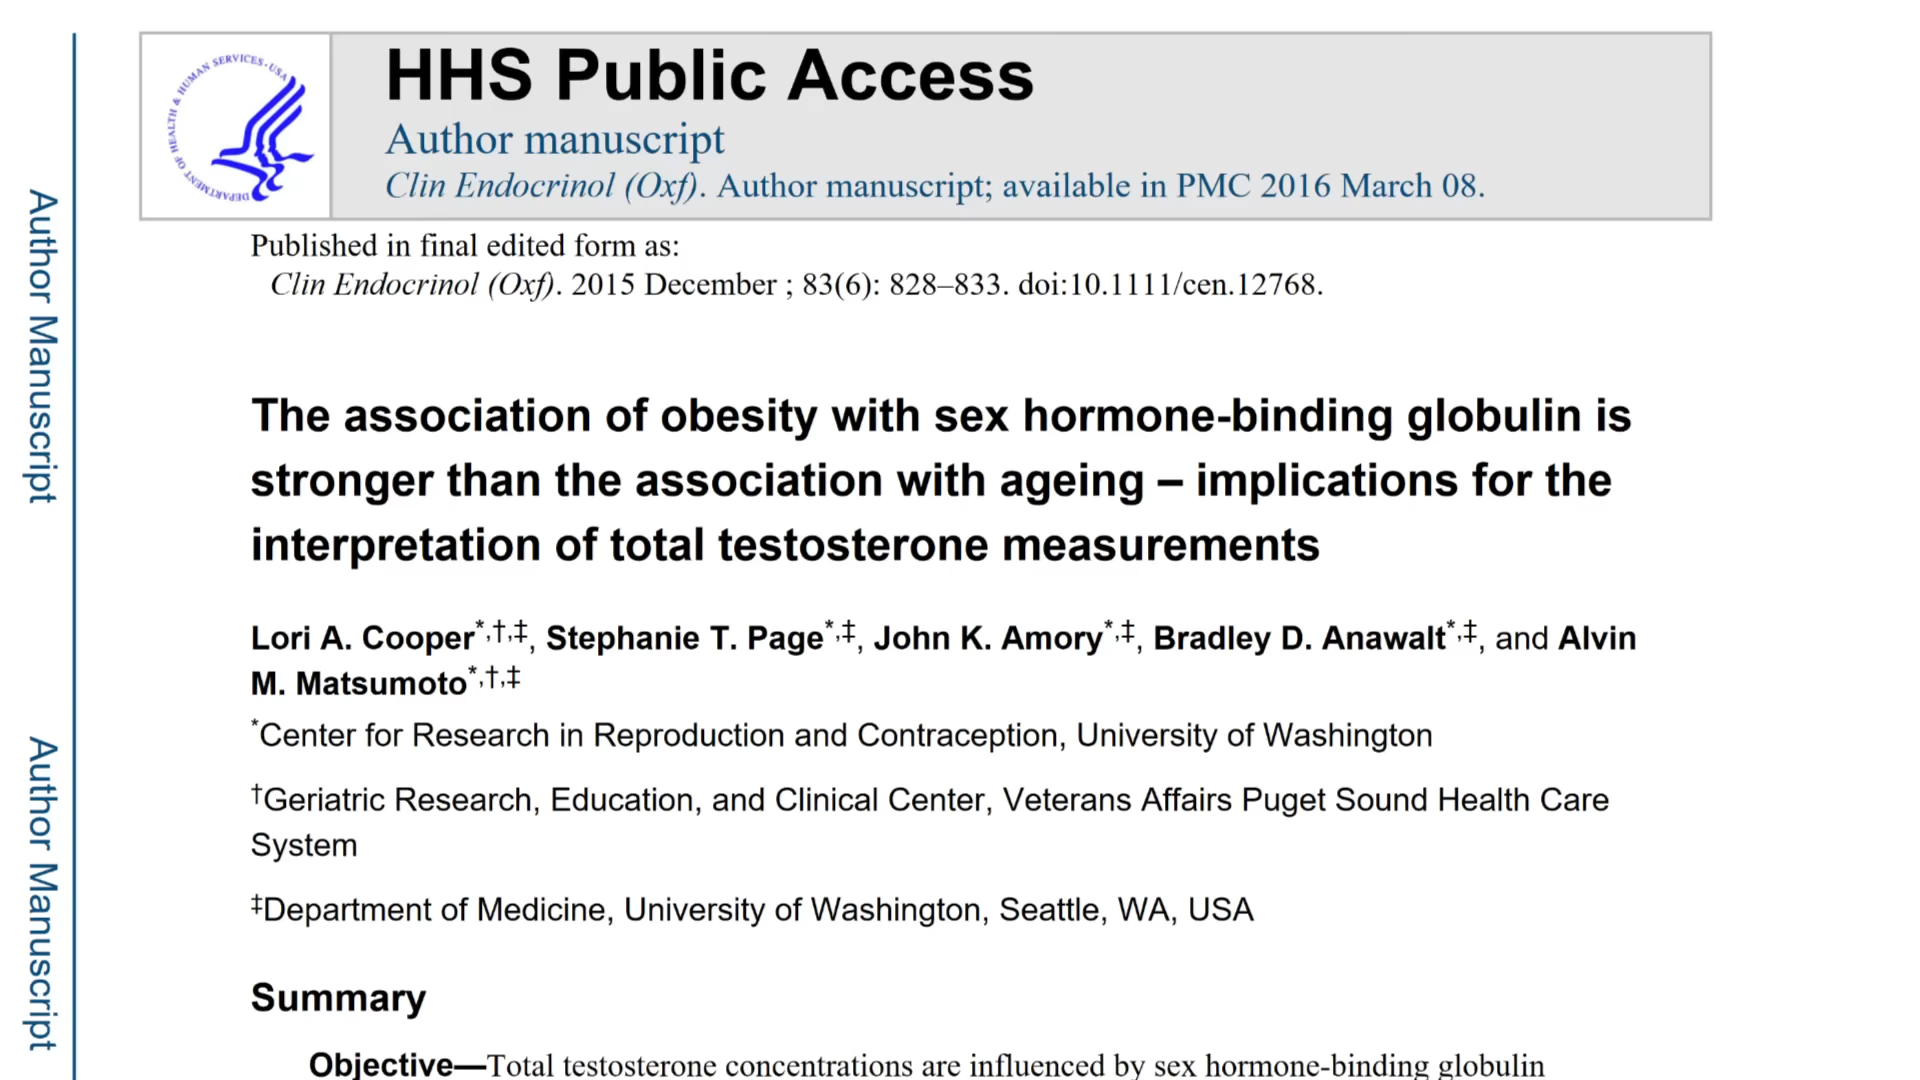 DEPARTMENT OF HEALTH & HUMAN SERVICES·USA
HHS Public Access
Author manuscript
Clin Endocrinol (Oxf). Author manuscript; available in PMC 2016 March 08.
Published in final edited form as:
Clin Endocrinol (Oxf). 2015 December ; 83(6): 828–833. doi:10.1111/cen.12768.
The association of obesity with sex hormone-binding globulin is
stronger than the association with ageing – implications for the
interpretation of total testosterone measurements
Lori A. Cooper*,†,‡, Stephanie T. Page*,‡, John K. Amory*,‡, Bradley D. Anawalt*,‡, and Alvin
M. Matsumoto*,†,‡
*Center for Research in Reproduction and Contraception, University of Washington
†Geriatric Research, Education, and Clinical Center, Veterans Affairs Puget Sound Health Care
System
‡Department of Medicine, University of Washington, Seattle, WA, USA
Summary
Objective—Total testosterone concentrations are influenced by sex hormone-binding globulin
Author Manuscript
Author Manuscript